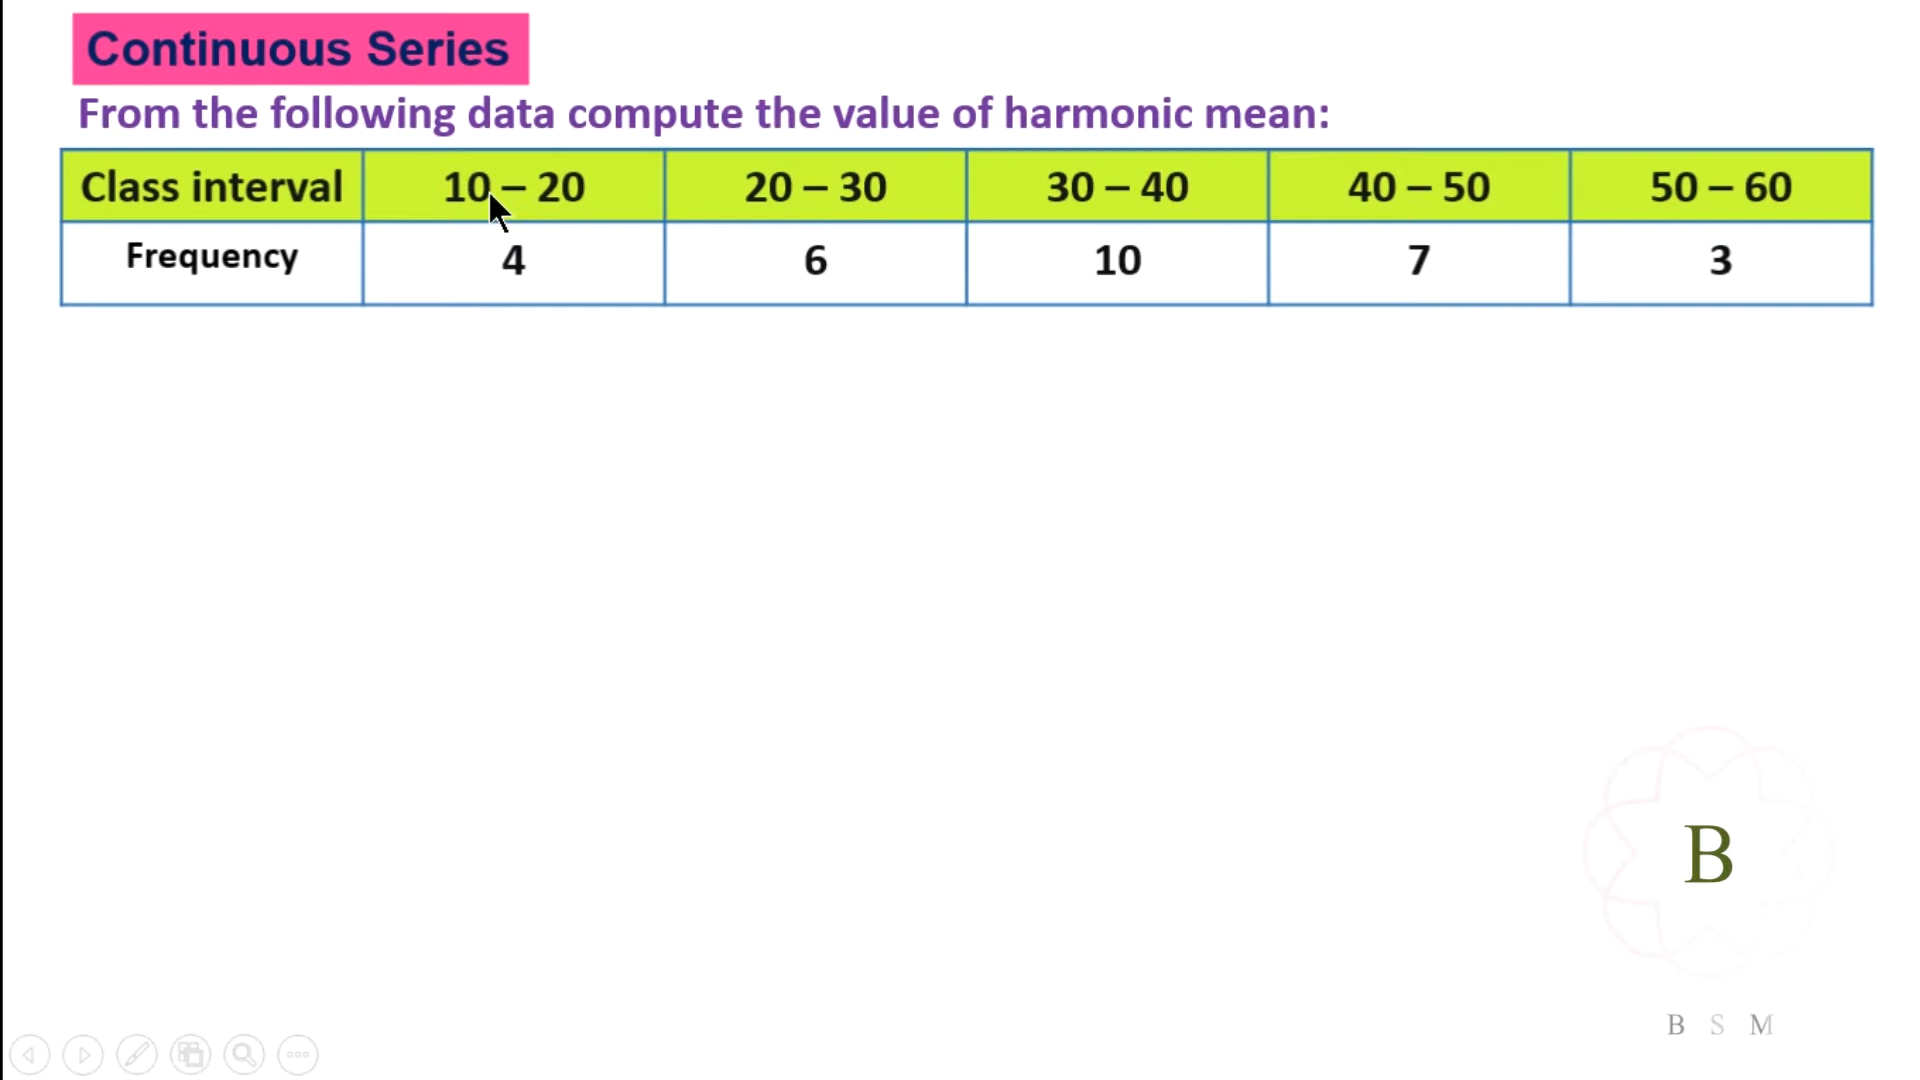 Continuous Series
From the following data compute the value of harmonic mean:
Class interval 10 – 20 20 – 30 30 – 40 40 – 50 50 – 60
Frequency 4 6 10 7 3
B
B S M